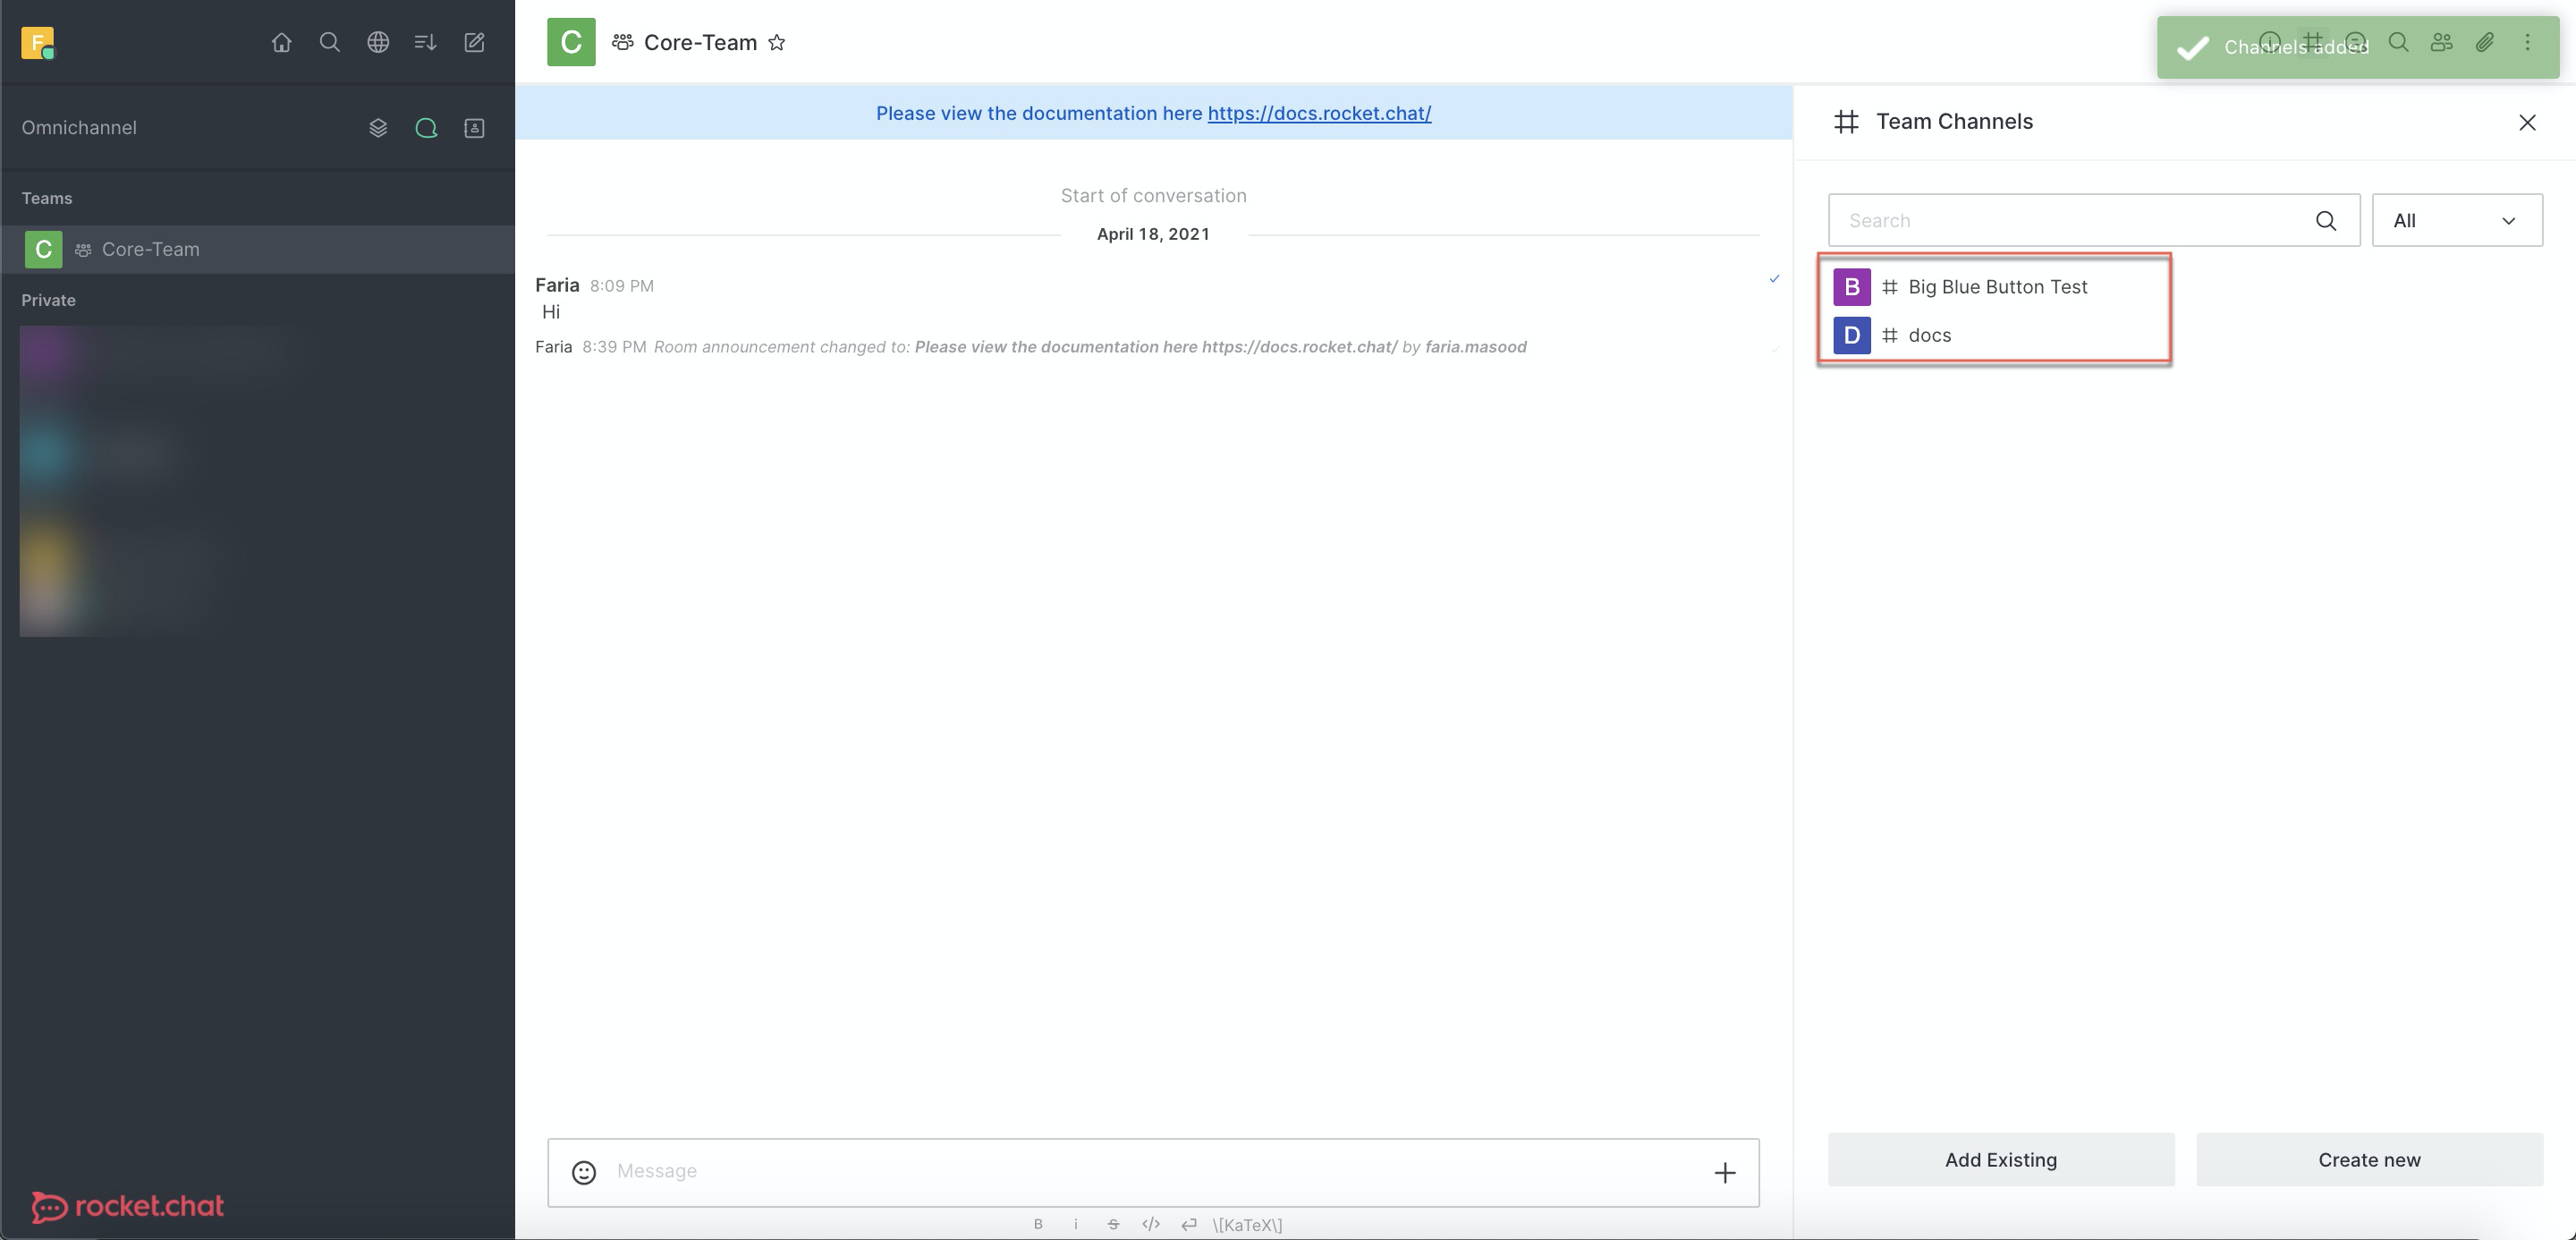 F
Omnichannel
Teams
C Core-Team
Private
rocket.chat
C Core-Team
Please view the documentation here https://docs.rocket.chat/
Start of conversation
April 18, 2021
Faria 8:09 PM
Hi
Faria 8:39 PM Room announcement changed to: Please view the documentation here https://docs.rocket.chat/ by faria.masood
Message
B i S </> \[KaTeX\]
Channels added
Team Channels
Search
All
B # Big Blue Button Test
D # docs
Add Existing
Create new